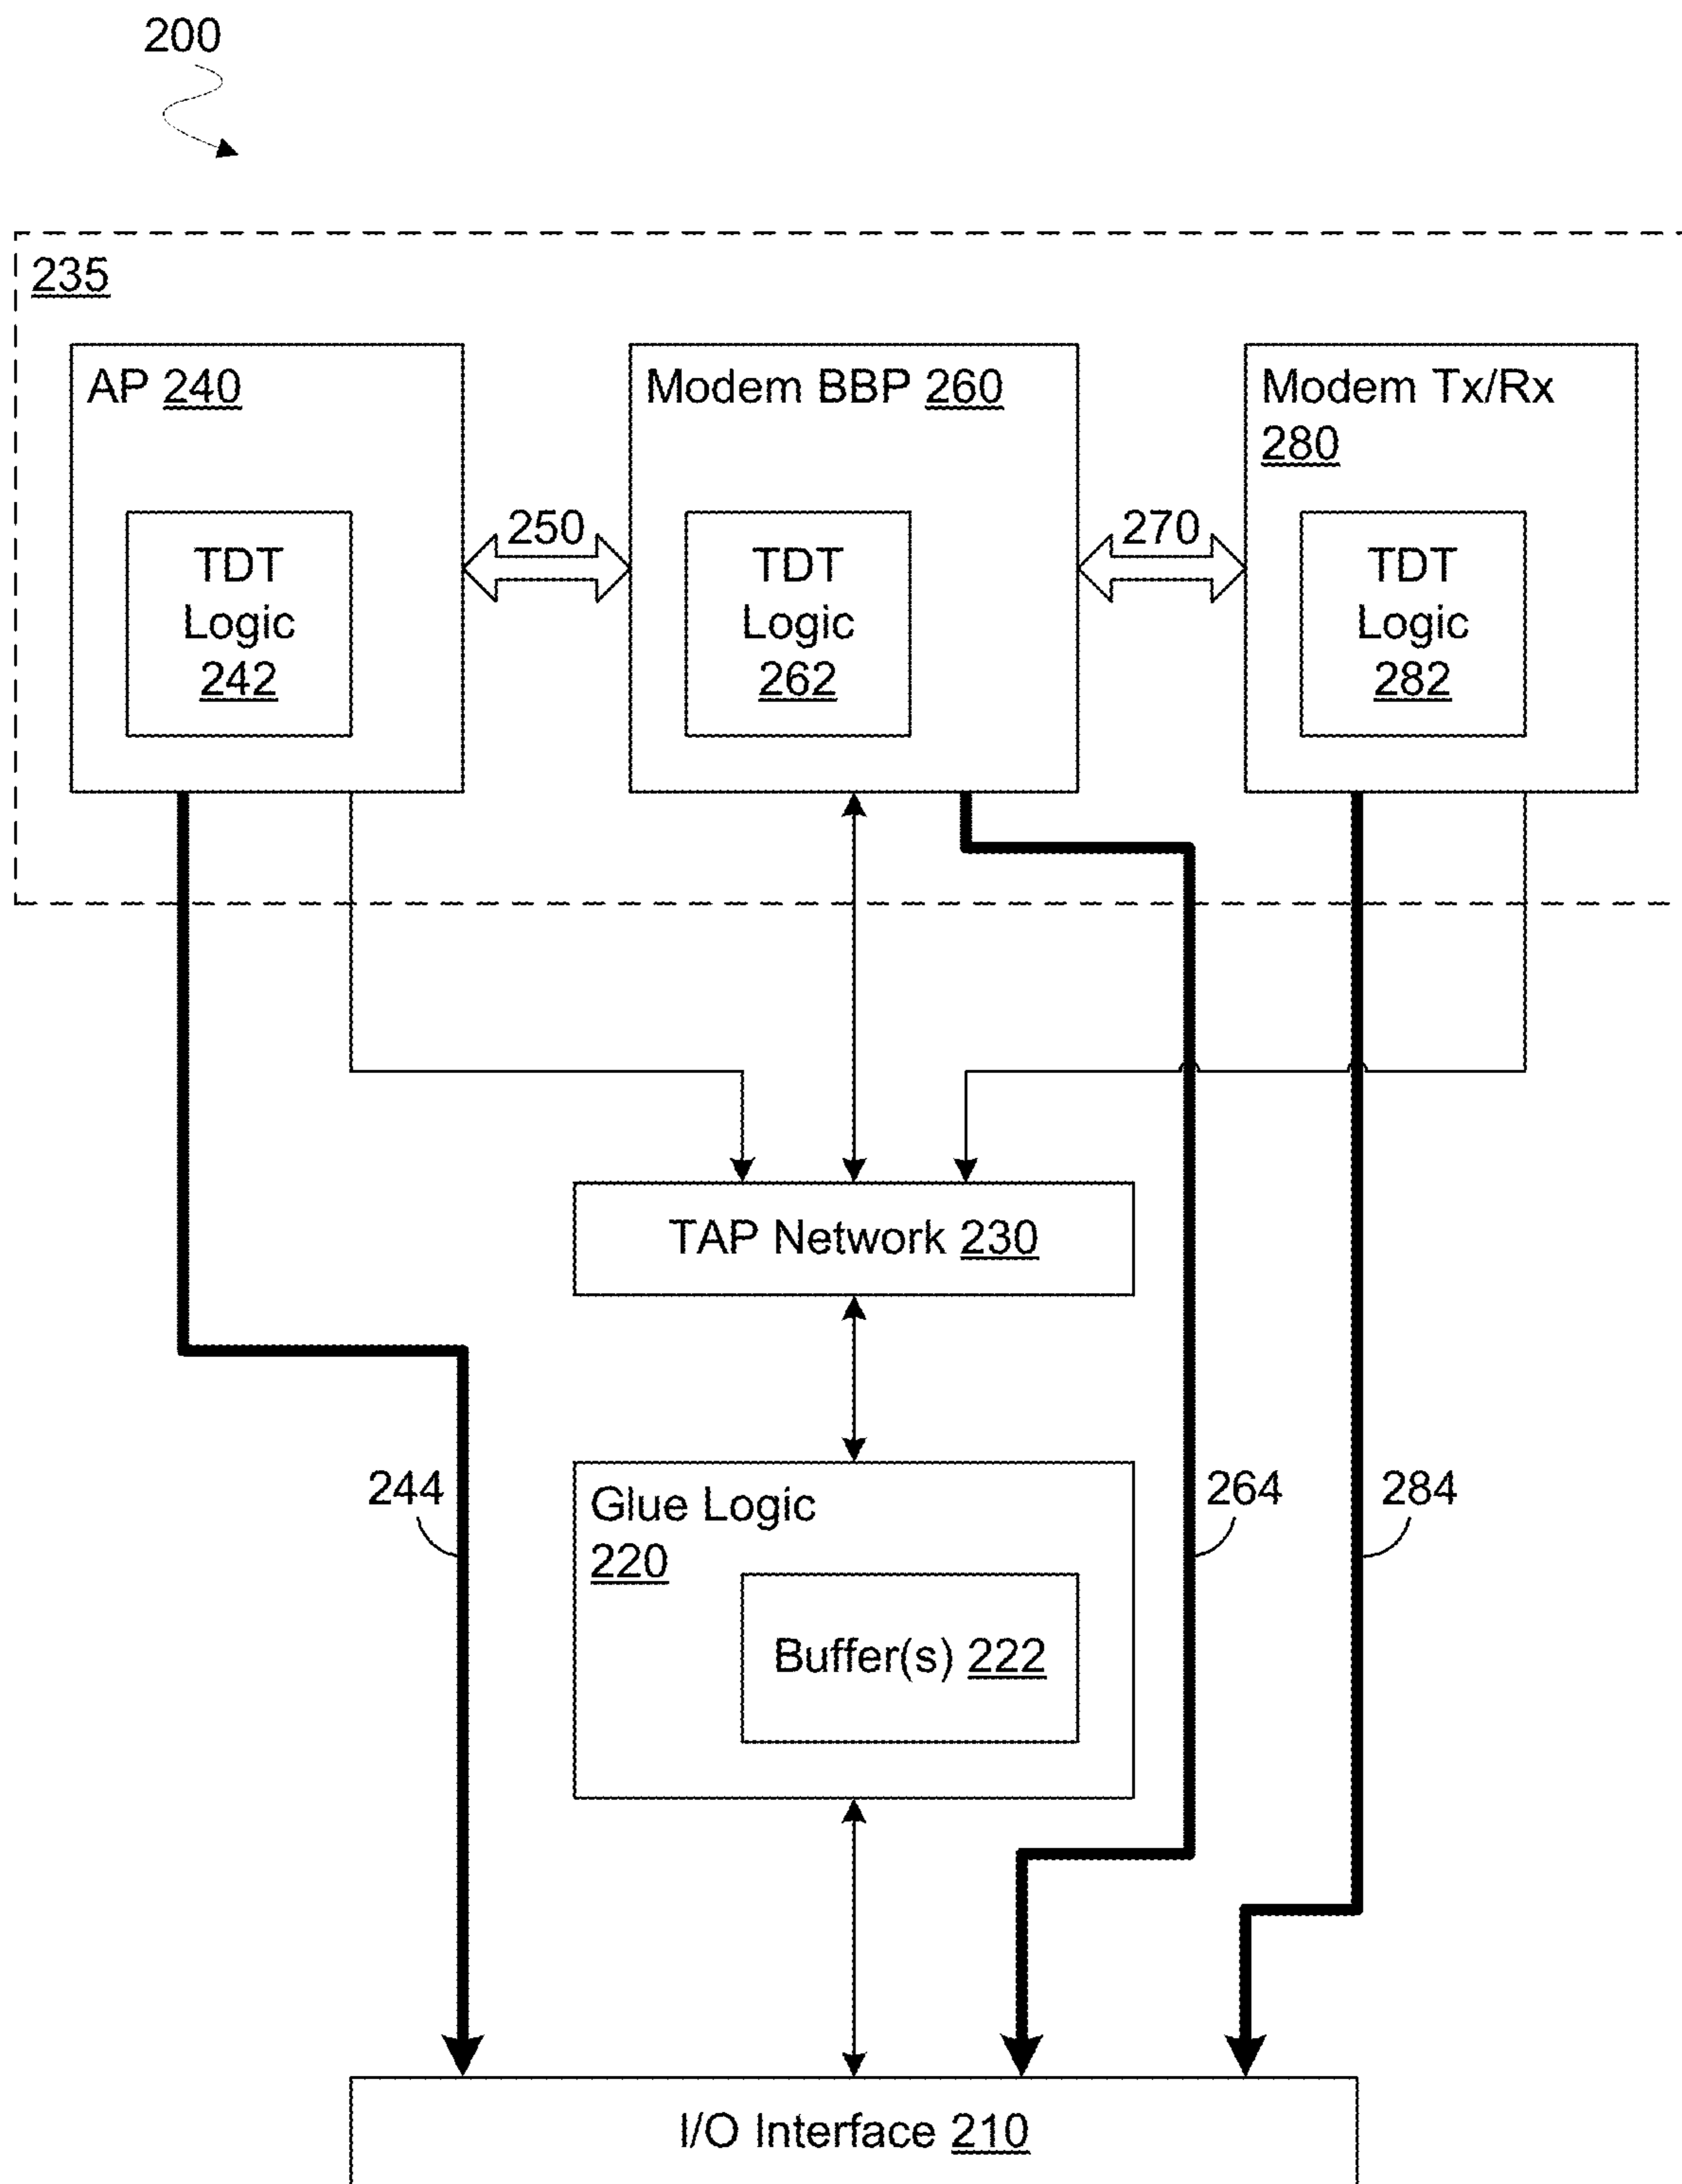 200
235
AP 240
Modem BBP 260
Modem Tx/Rx
280
250
270
TDT
Logic
242
TDT
Logic
262
TDT
Logic
282
TAP Network 230
244
Glue Logic
220
264
284
Buffer(s) 222
I/O Interface 210